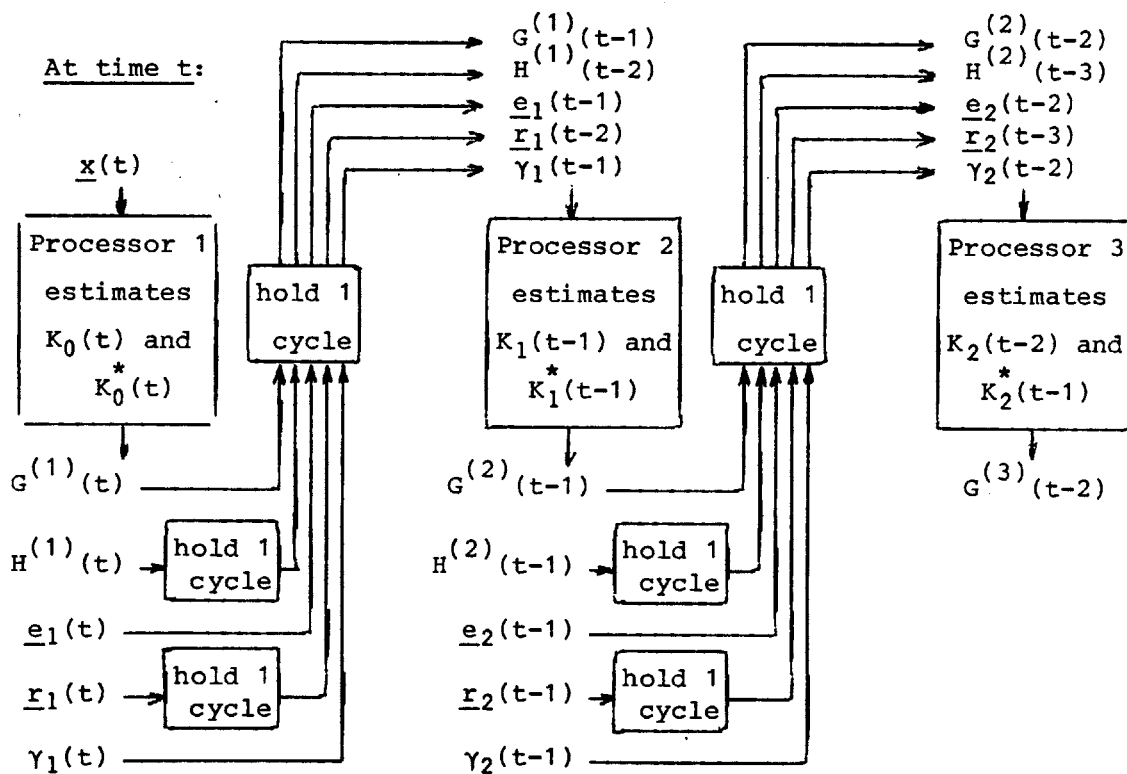 At time t:
x(t)
Processor 1
estimates
K₀(t) and
K₀*(t)
G⁽¹⁾(t)
H⁽¹⁾(t)
hold 1
cycle
e₁(t)
r₁(t)
hold 1
cycle
γ₁(t)
hold 1
cycle
G⁽¹⁾(t-1)
H⁽¹⁾(t-2)
e₁(t-1)
r₁(t-2)
γ₁(t-1)
Processor 2
estimates
K₁(t-1) and
K₁*(t-1)
G⁽²⁾(t-1)
H⁽²⁾(t-1)
hold 1
cycle
e₂(t-1)
r₂(t-1)
hold 1
cycle
γ₂(t-1)
hold 1
cycle
G⁽²⁾(t-2)
H⁽²⁾(t-3)
e₂(t-2)
r₂(t-3)
γ₂(t-2)
Processor 3
estimates
K₂(t-2) and
K₂*(t-1)
G⁽³⁾(t-2)